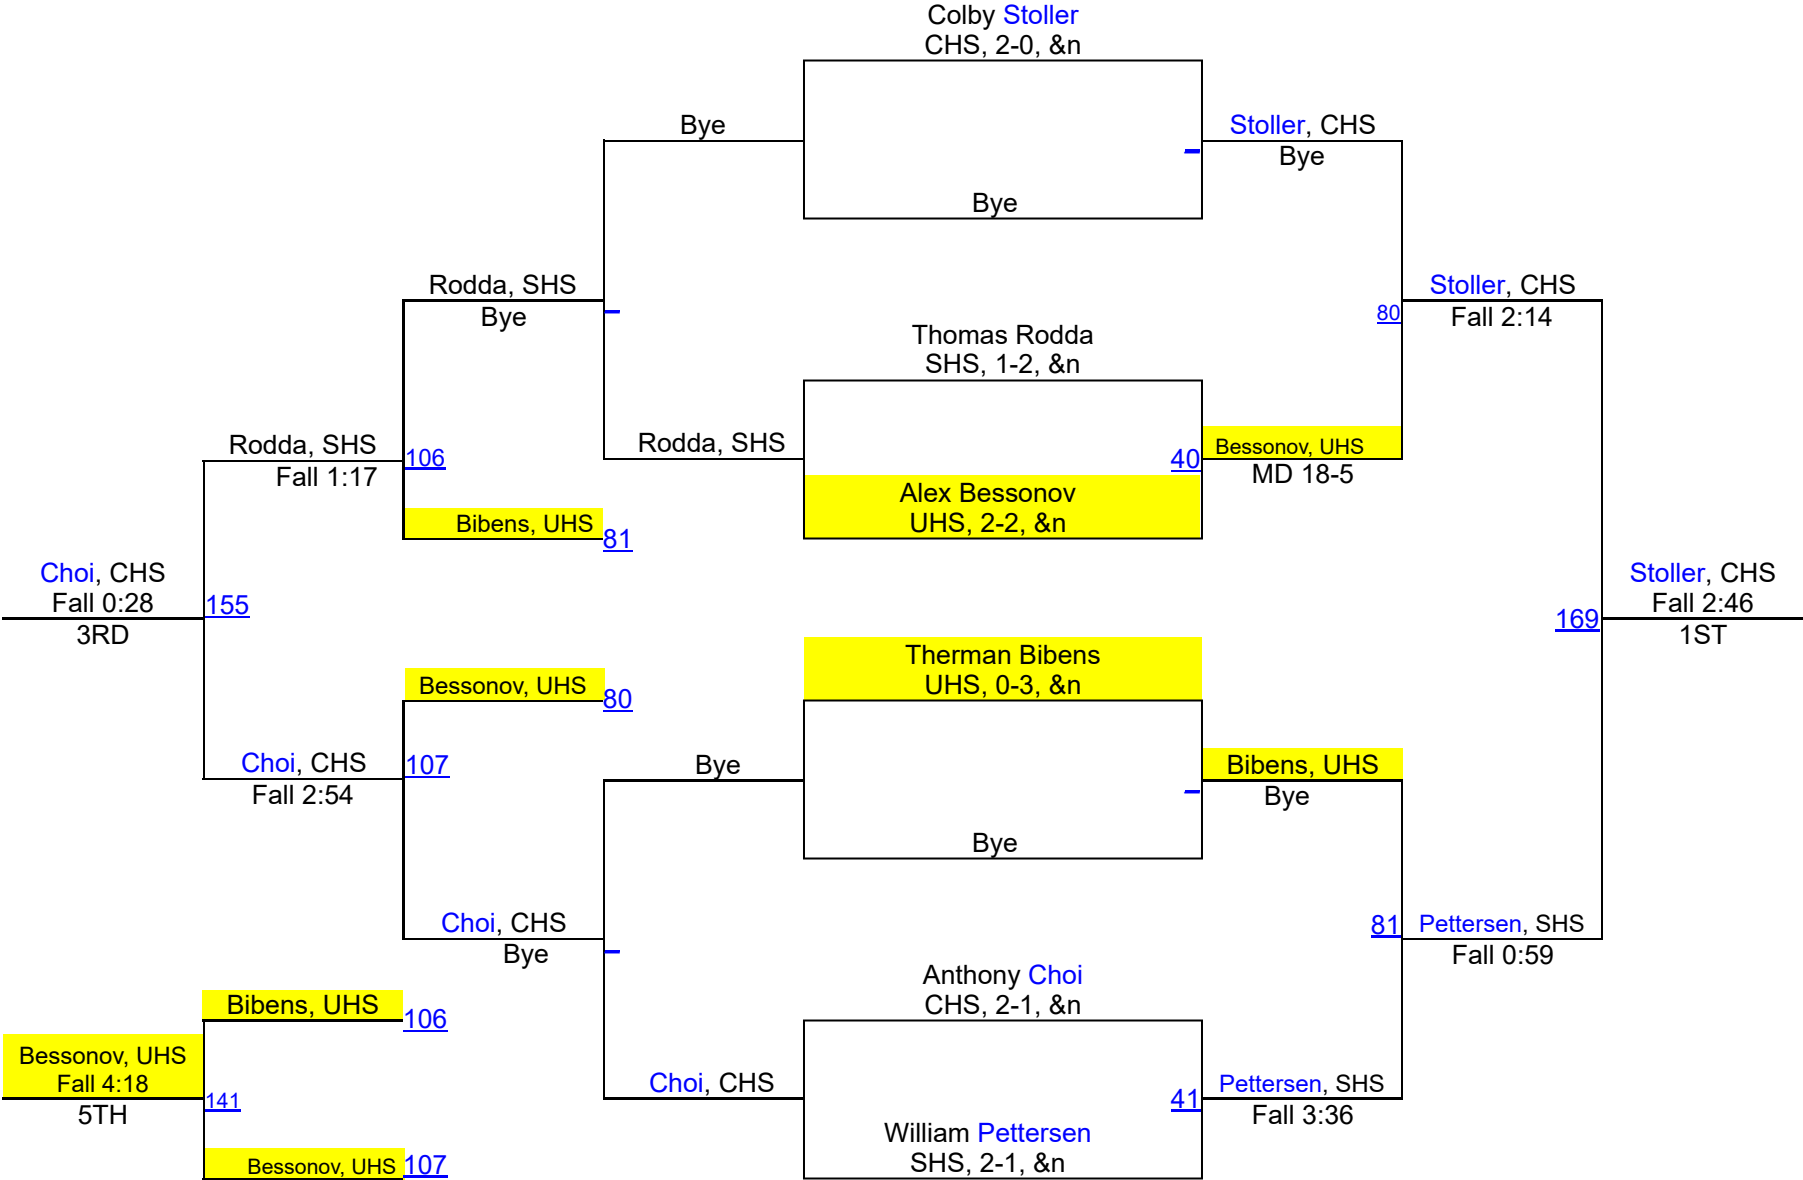 Colby Stoller
CHS, 2-0, &n
Bye
Stoller, CHS
Bye
Bye
Rodda, SHS
Bye
Stoller, CHS
80
Fall 2:14
Thomas Rodda
SHS, 1-2, &n
Rodda, SHS
106
Fall 1:17
Rodda, SHS
40
Bessonov, UHS
MD 18-5
Alex Bessonov
UHS, 2-2, &n
Bibens, UHS
81
Choi, CHS
Fall 0:28
155
3RD
Stoller, CHS
Fall 2:46
169
1ST
Therman Bibens
UHS, 0-3, &n
Bessonov, UHS
80
Choi, CHS
107
Fall 2:54
Bye
Bibens, UHS
Bye
Bye
Choi, CHS
Bye
81
Pettersen, SHS
Fall 0:59
Anthony Choi
CHS, 2-1, &n
Bibens, UHS
106
Bessonov, UHS
Fall 4:18
141
5TH
Choi, CHS
41
Pettersen, SHS
Fall 3:36
William Pettersen
SHS, 2-1, &n
Bessonov, UHS
107